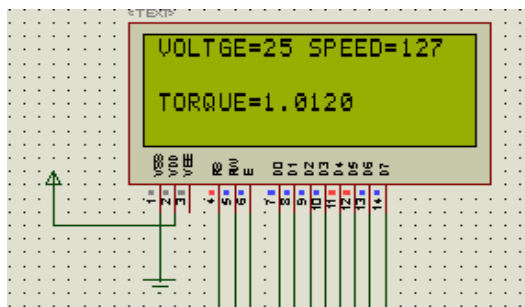 <TEXT>
VOLTGE=25 SPEED=127
TORQUE=1.0120
VSS VDD VEE RS RW E D0 D1 D2 D3 D4 D5 D6 D7
1 2 3 4 5 6 7 8 9 10 11 12 13 14